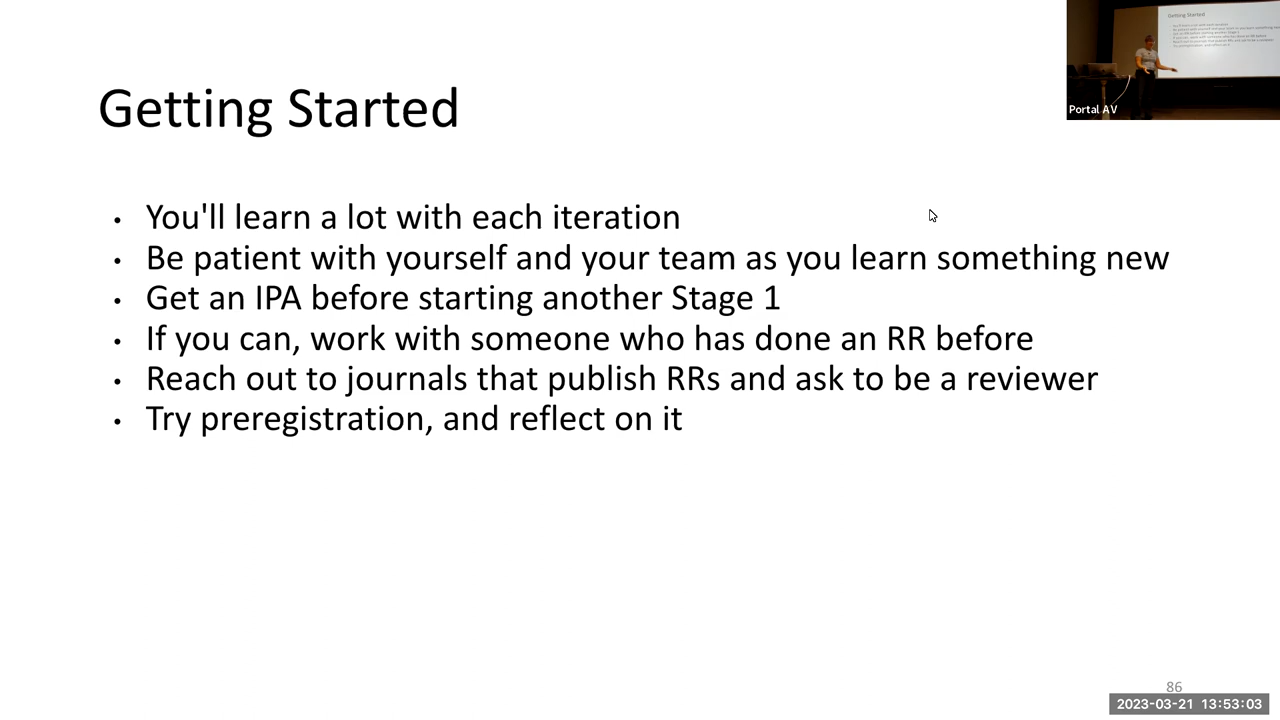 Getting Started
• You'll learn a lot with each iteration
• Be patient with yourself and your team as you learn something new
• Get an IPA before starting another Stage 1
• If you can, work with someone who has done an RR before
• Reach out to journals that publish RRs and ask to be a reviewer
• Try preregistration, and reflect on it
Getting Started
Portal AV
86
2023-03-21 13:53:03